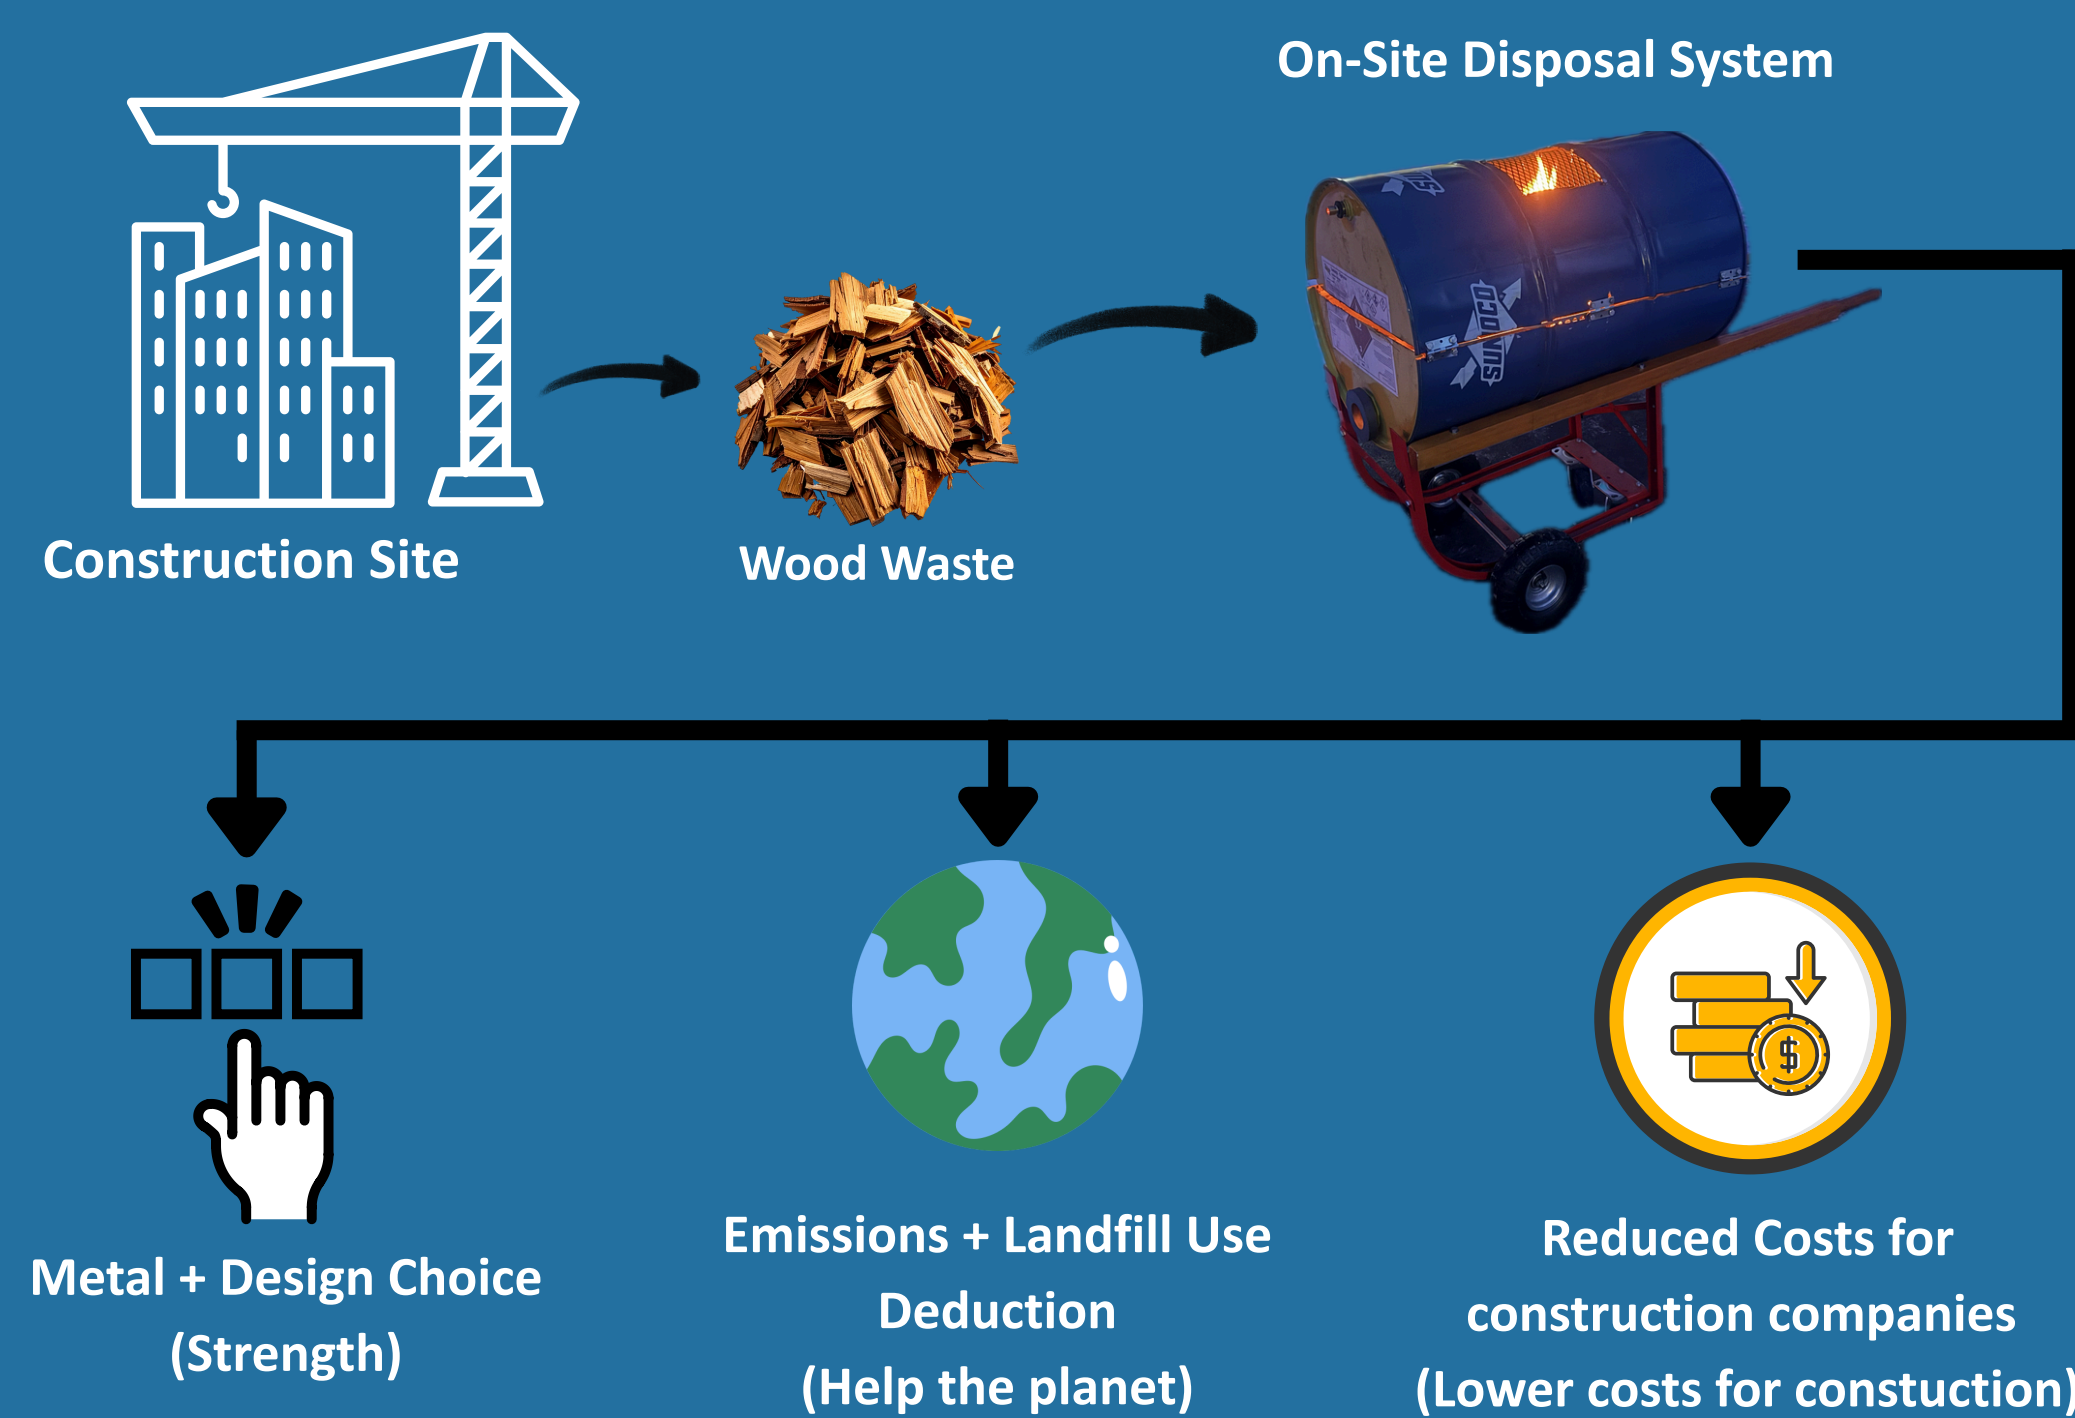 On-Site Disposal System
SUNOCO
Construction Site
Wood Waste
Metal + Design Choice
(Strength)
Emissions + Landfill Use
Deduction
(Help the planet)
Reduced Costs for
construction companies
(Lower costs for constuction)